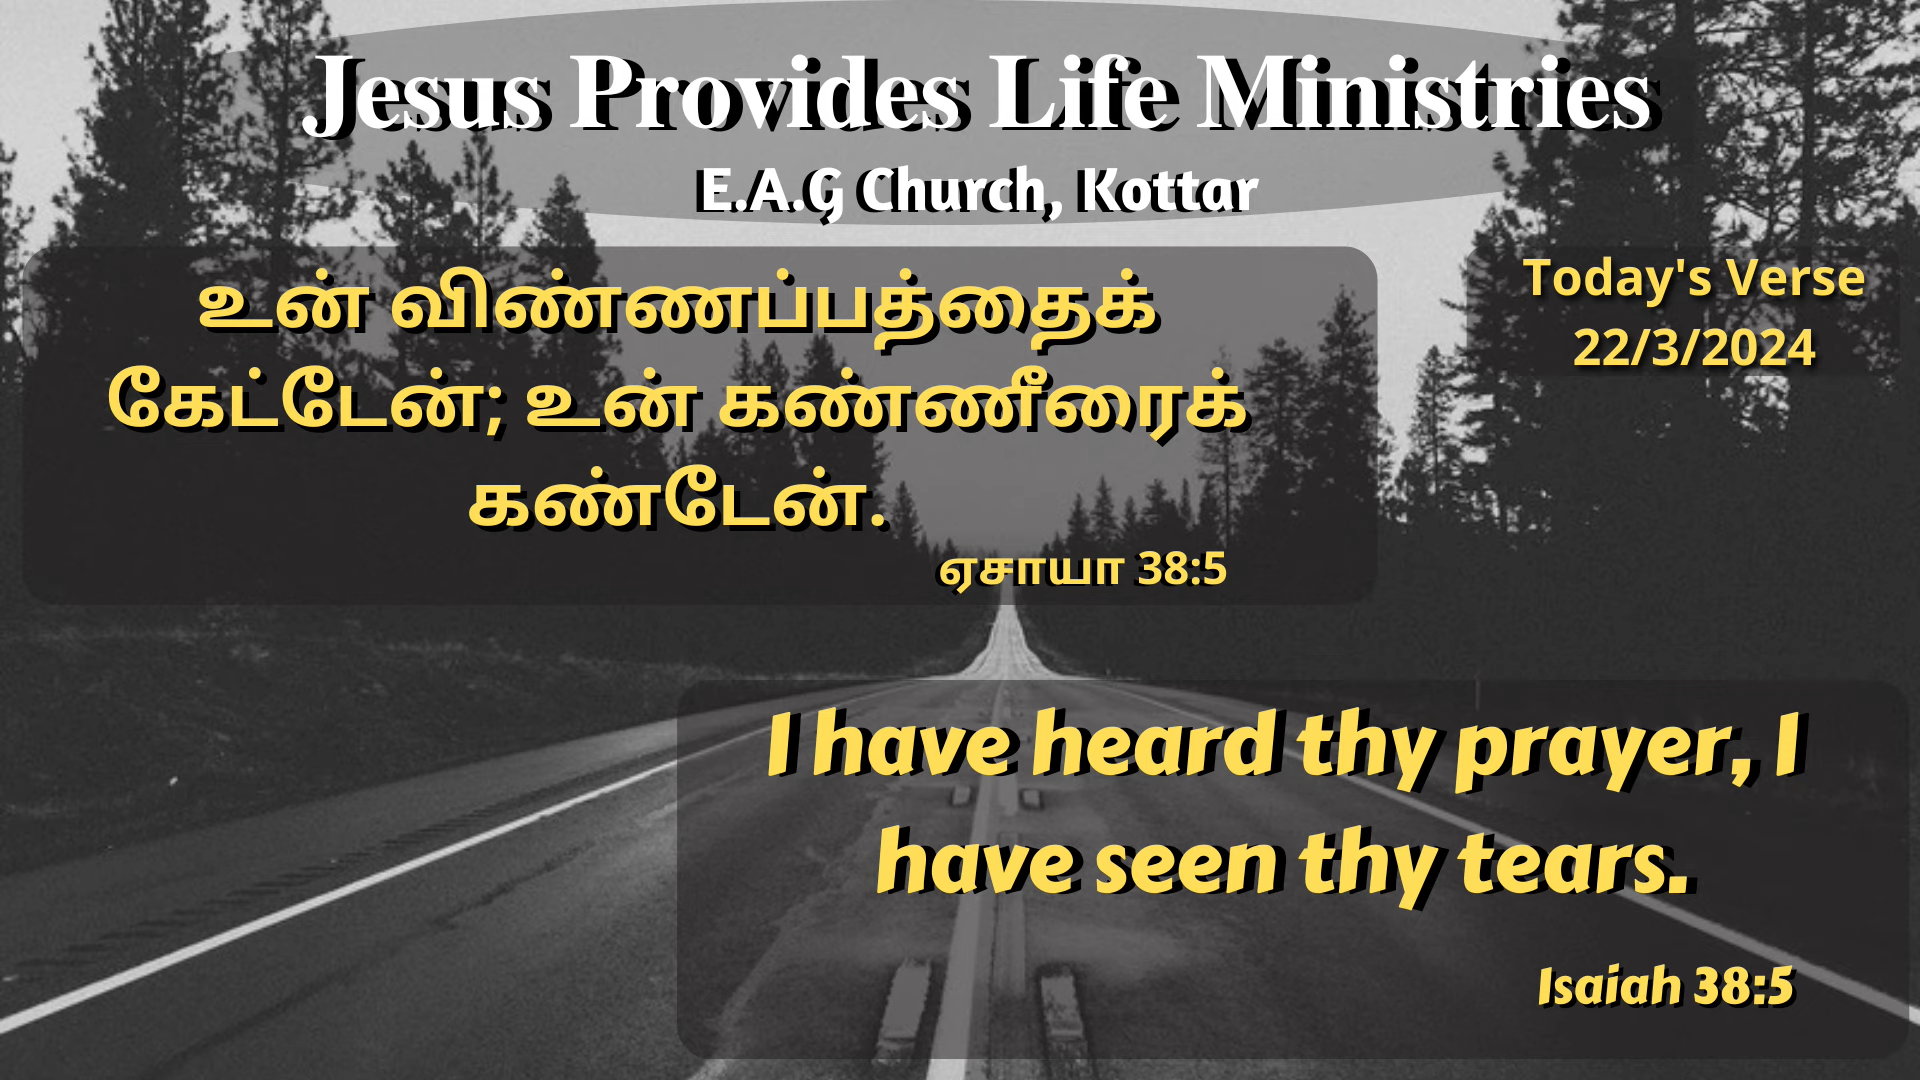 Jesus Provides Life Ministries
E.A.G Church, Kottar
உன் விண்ணப்பத்தைக்
கேட்டேன்; உன் கண்ணீரைக்
கண்டேன்.
ஏசாயா 38:5
Today's Verse
22/3/2024
I have heard thy prayer, I
have seen thy tears.
Isaiah 38:5